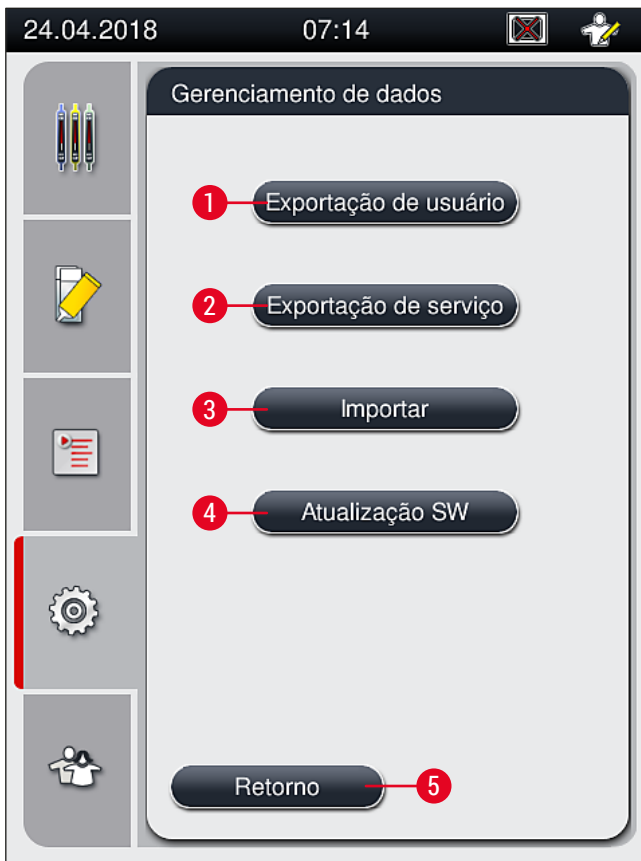 24.04.2018 07:14
Gerenciamento de dados
1 Exportação de usuário
2 Exportação de serviço
3 Importar
4 Atualização SW
Retorno 5